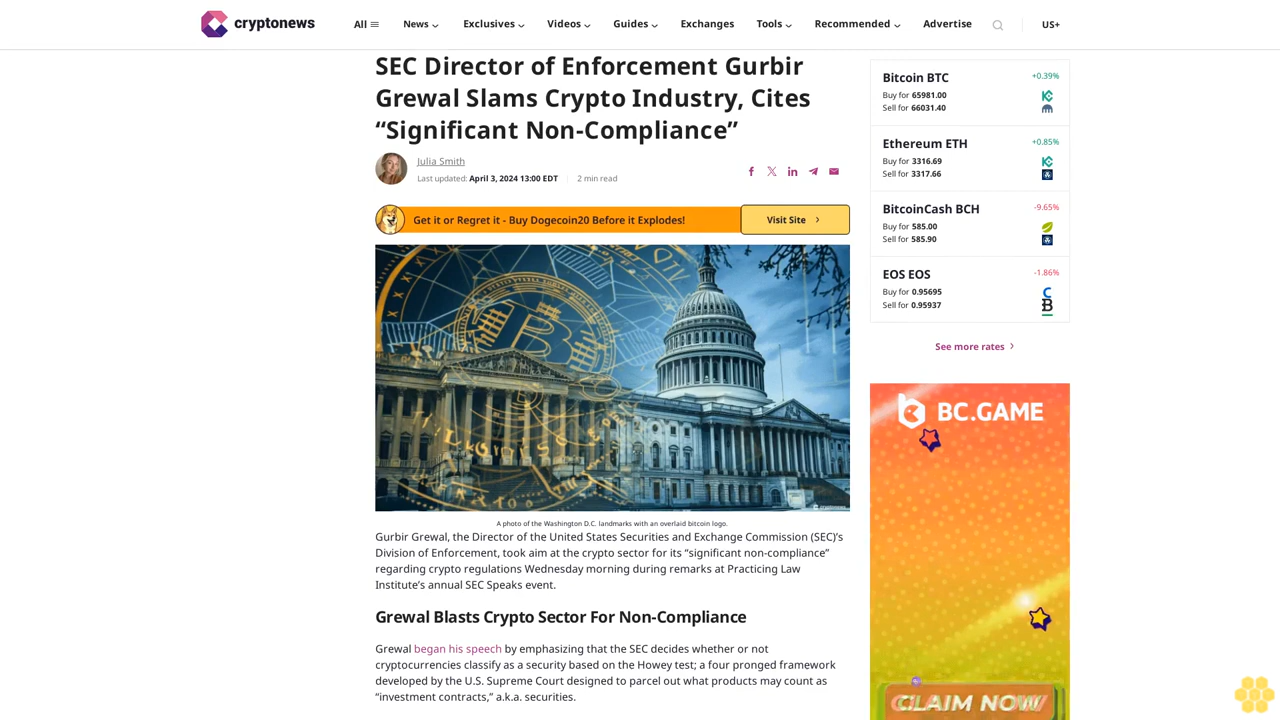 cryptonews
All
News
Exclusives
Videos
Guides
Exchanges
Tools
Recommended
Advertise
US+
SEC Director of Enforcement Gurbir
Grewal Slams Crypto Industry, Cites
“Significant Non-Compliance”
Julia Smith
Last updated: April 3, 2024 13:00 EDT
2 min read
Get it or Regret it - Buy Dogecoin20 Before it Explodes!
Visit Site
A photo of the Washington D.C. landmarks with an overlaid bitcoin logo.
Gurbir Grewal, the Director of the United States Securities and Exchange Commission (SEC)’s
Division of Enforcement, took aim at the crypto sector for its “significant non-compliance”
regarding crypto regulations Wednesday morning during remarks at Practicing Law
Institute’s annual SEC Speaks event.
Grewal Blasts Crypto Sector For Non-Compliance
Grewal began his speech by emphasizing that the SEC decides whether or not
cryptocurrencies classify as a security based on the Howey test; a four pronged framework
developed by the U.S. Supreme Court designed to parcel out what products may count as
“investment contracts,” a.k.a. securities.
Bitcoin BTC
+0.39%
Buy for 65981.00
Sell for 66031.40
Ethereum ETH
+0.85%
Buy for 3316.69
Sell for 3317.66
BitcoinCash BCH
-9.65%
Buy for 585.00
Sell for 585.90
EOS EOS
-1.86%
Buy for 0.95695
Sell for 0.95937
See more rates
BC.GAME
CLAIM NOW